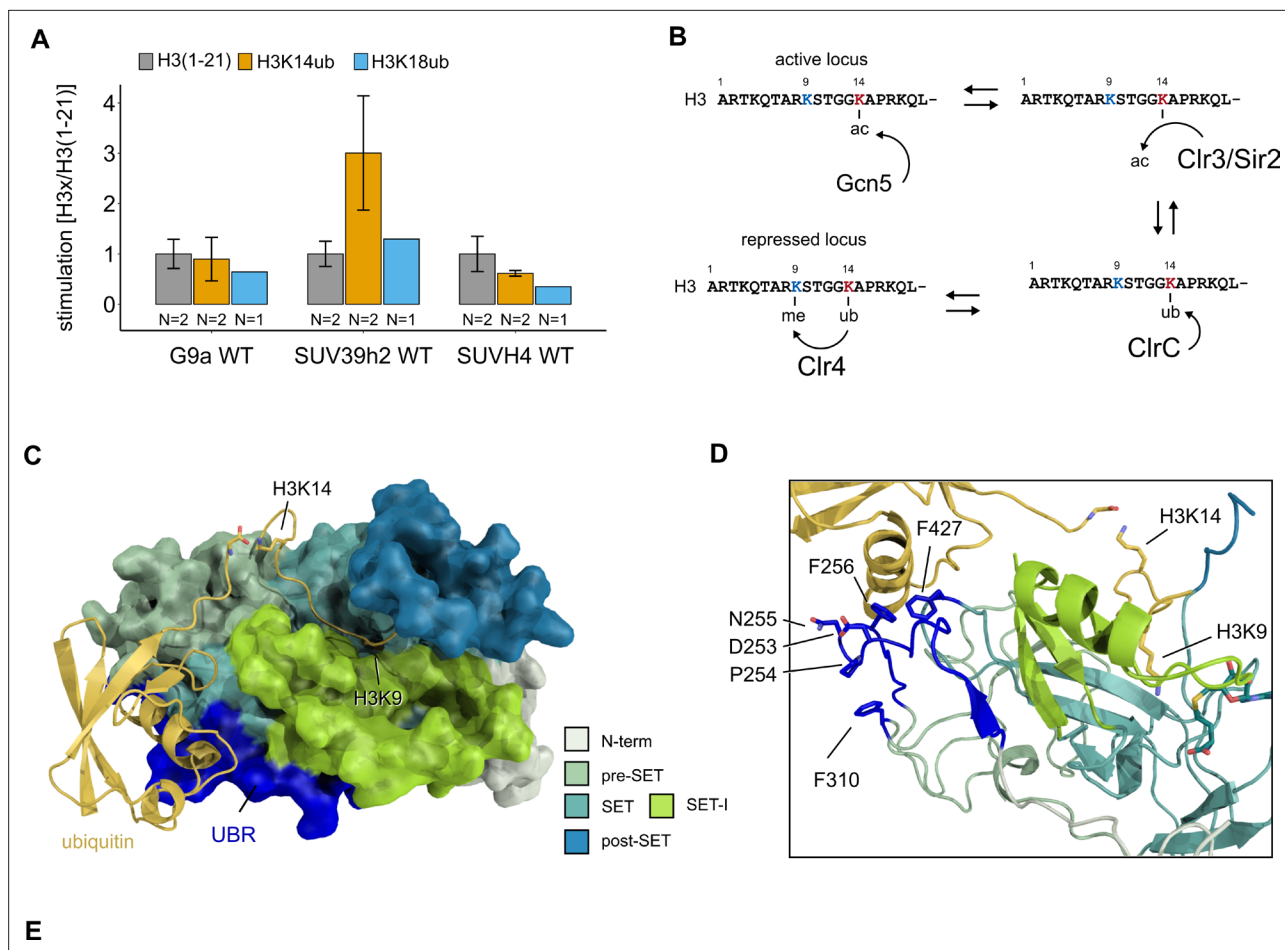 A
H3(1-21) H3K14ub H3K18ub
stimulation [H3x/H3(1-21)]
4
3
2
1
0
N=2 N=2 N=1 N=2 N=2 N=1 N=2 N=2 N=1
G9a WT SUV39h2 WT SUVH4 WT
B
active locus
1 9 14 1 9 14
H3 ARTKQTARKSTGGKAPRKQL– ARTKQTARKSTGGKAPRKQL–
ac
Gcn5
ac Clr3/Sir2
repressed locus
1 9 14 1 9 14
H3 ARTKQTARKSTGGKAPRKQL– ARTKQTARKSTGGKAPRKQL–
me ub
Clr4
ub
ClrC
C
H3K14
H3K9
UBR
ubiquitin
N-term
pre-SET
SET SET-I
post-SET
D
H3K14
F427
F256
N255
D253
P254
H3K9
F310
E